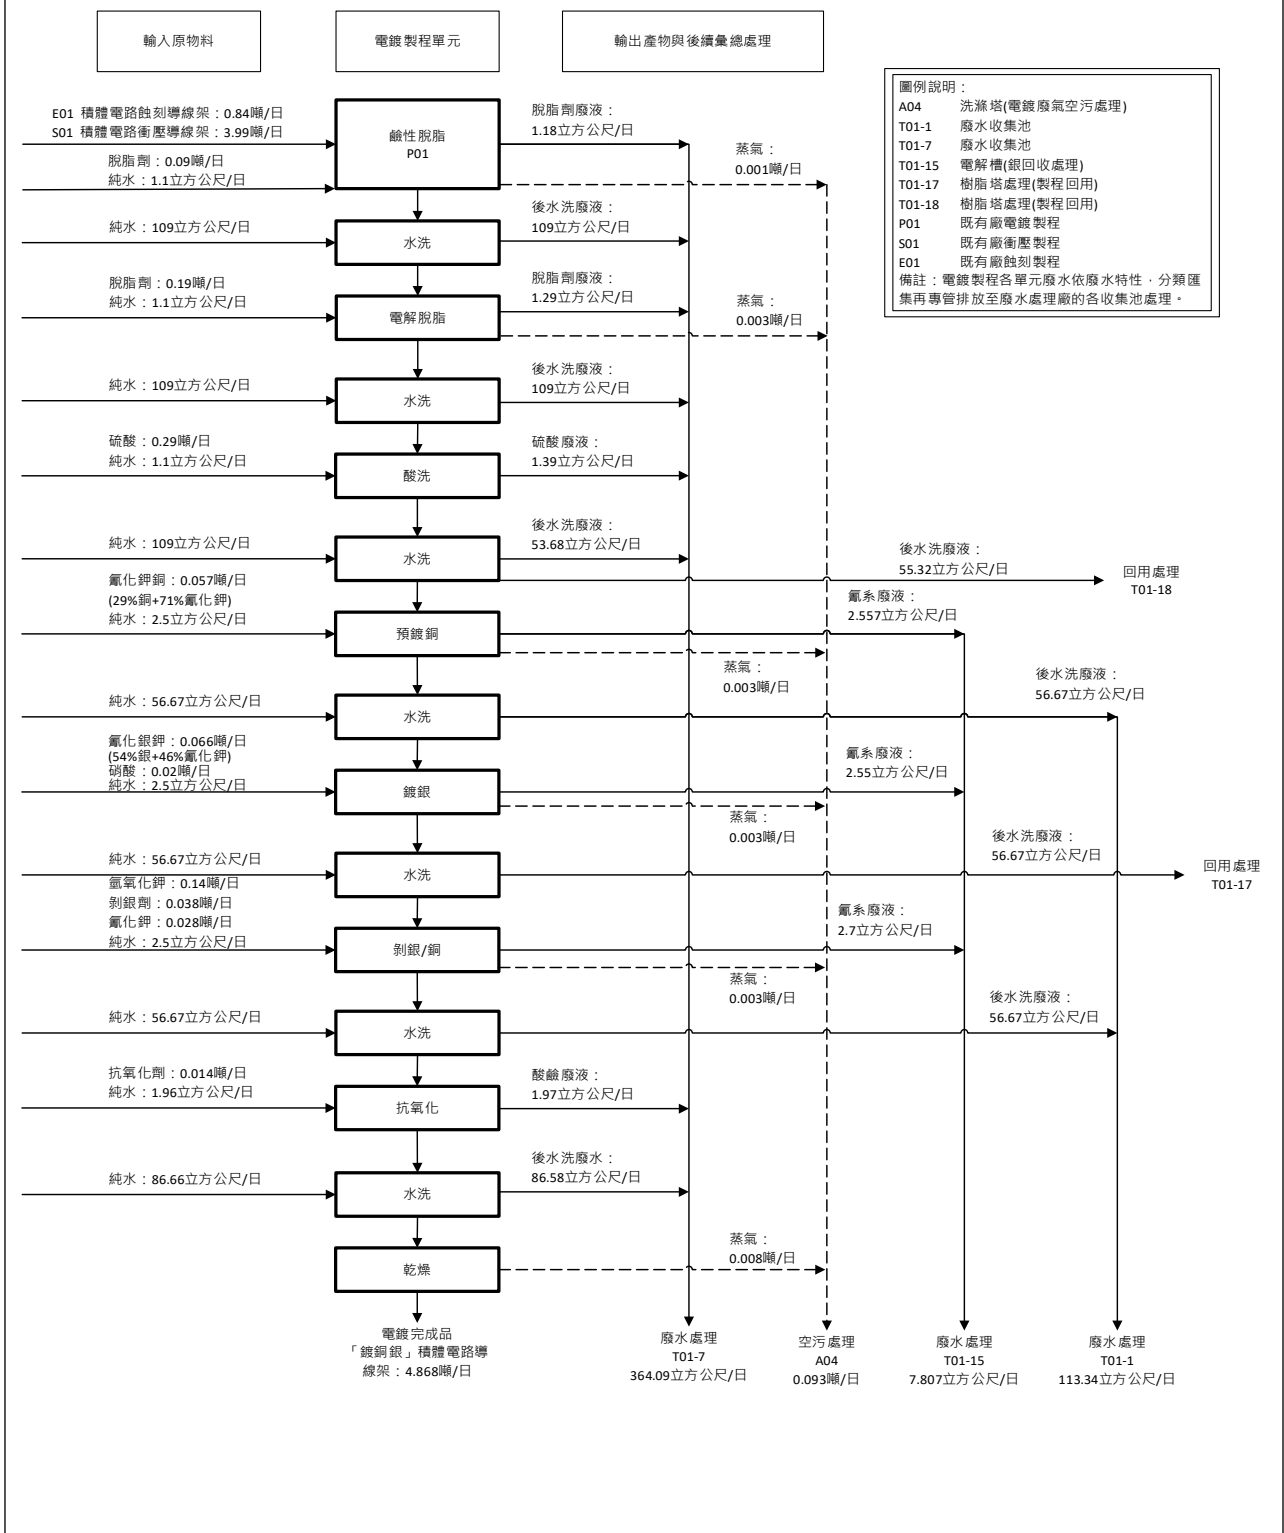 輸入原物料
電鍍製程單元
輸出產物與後續彙總處理
圖例說明：
A04 洗滌塔(電鍍廢氣空污處理)
T01-1 廢水收集池
T01-7 廢水收集池
T01-15 電解槽(銀回收處理)
T01-17 樹脂塔處理(製程回用)
T01-18 樹脂塔處理(製程回用)
P01 既有廠電鍍製程
S01 既有廠衝壓製程
E01 既有廠蝕刻製程
備註：電鍍製程各單元廢水依廢水特性，分類匯
集再專管排放至廢水處理廠的各收集池處理。
E01 積體電路蝕刻導線架：0.84噸/日
S01 積體電路衝壓導線架：3.99噸/日
脫脂劑：0.09噸/日
純水：1.1立方公尺/日
鹼性脫脂
P01
脫脂劑廢液：
1.18立方公尺/日
蒸氣：
0.001噸/日
純水：109立方公尺/日
水洗
後水洗廢液：
109立方公尺/日
脫脂劑：0.19噸/日
純水：1.1立方公尺/日
電解脫脂
脫脂劑廢液：
1.29立方公尺/日
蒸氣：
0.003噸/日
純水：109立方公尺/日
水洗
後水洗廢液：
109立方公尺/日
硫酸：0.29噸/日
純水：1.1立方公尺/日
酸洗
硫酸廢液：
1.39立方公尺/日
純水：109立方公尺/日
水洗
後水洗廢液：
53.68立方公尺/日
後水洗廢液：
55.32立方公尺/日
回用處理
T01-18
氰化鉀銅：0.057噸/日
(29%銅+71%氰化鉀)
純水：2.5立方公尺/日
預鍍銅
氰系廢液：
2.557立方公尺/日
蒸氣：
0.003噸/日
純水：56.67立方公尺/日
水洗
後水洗廢液：
56.67立方公尺/日
氰化銀鉀：0.066噸/日
(54%銀+46%氰化鉀)
硝酸：0.02噸/日
純水：2.5立方公尺/日
鍍銀
氰系廢液：
2.55立方公尺/日
蒸氣：
0.003噸/日
純水：56.67立方公尺/日
水洗
後水洗廢液：
56.67立方公尺/日
回用處理
T01-17
氫氧化鉀：0.14噸/日
剝銀劑：0.038噸/日
氰化鉀：0.028噸/日
純水：2.5立方公尺/日
剝銀/銅
氰系廢液：
2.7立方公尺/日
蒸氣：
0.003噸/日
純水：56.67立方公尺/日
水洗
後水洗廢液：
56.67立方公尺/日
抗氧化劑：0.014噸/日
純水：1.96立方公尺/日
抗氧化
酸鹼廢液：
1.97立方公尺/日
純水：86.66立方公尺/日
水洗
後水洗廢水：
86.58立方公尺/日
乾燥
蒸氣：
0.008噸/日
電鍍完成品
「鍍銅銀」積體電路導
線架：4.868噸/日
廢水處理
T01-7
364.09立方公尺/日
空污處理
A04
0.093噸/日
廢水處理
T01-15
7.807立方公尺/日
廢水處理
T01-1
113.34立方公尺/日